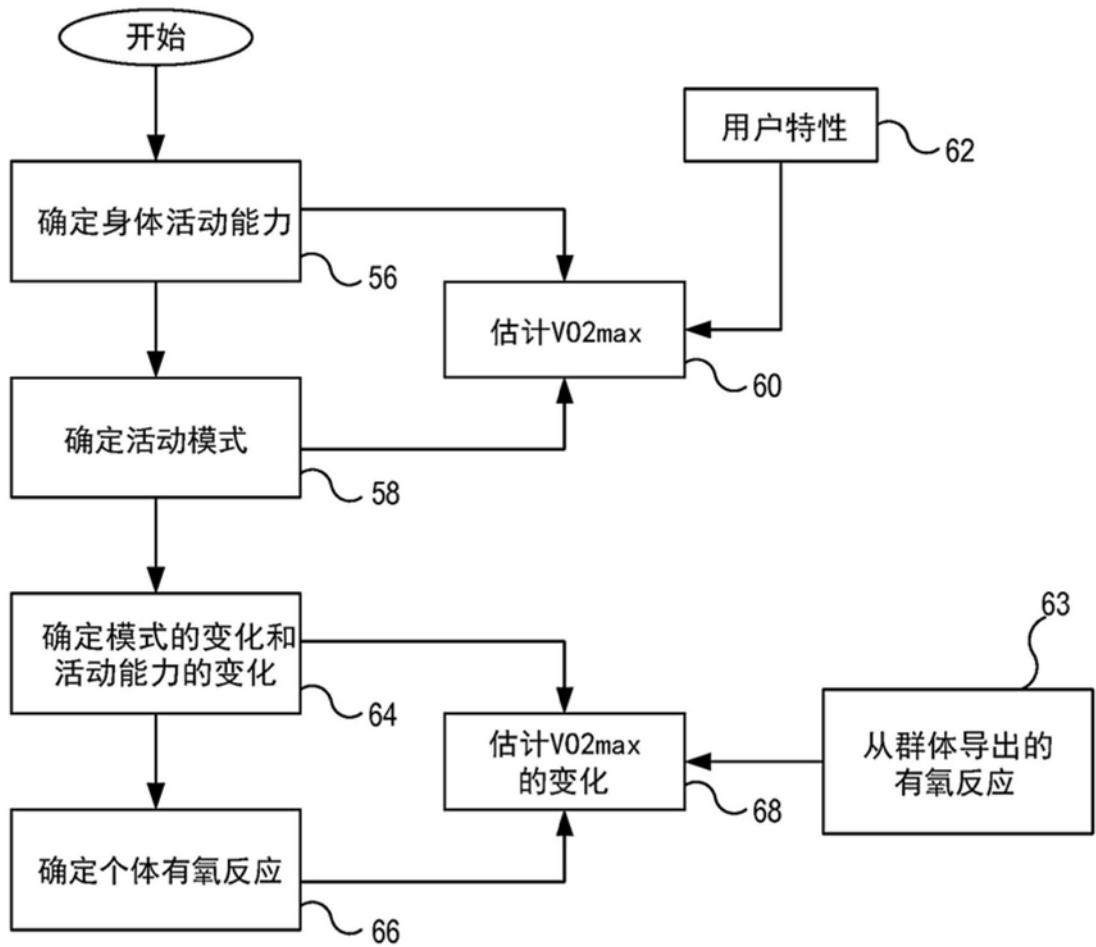 开始
用户特性
62
确定身体活动能力
56
估计VO2max
60
确定活动模式
58
确定模式的变化和
活动能力的变化
64
63
估计VO2max
的变化
68
从群体导出的
有氧反应
确定个体有氧反应
66